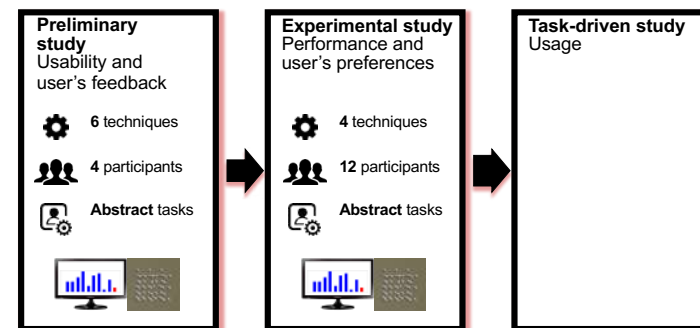 Preliminary
study
Usability and
user's feedback
6 techniques
4 participants
Abstract tasks
Experimental study
Performance and
user's preferences
4 techniques
12 participants
Abstract tasks
Task-driven study
Usage